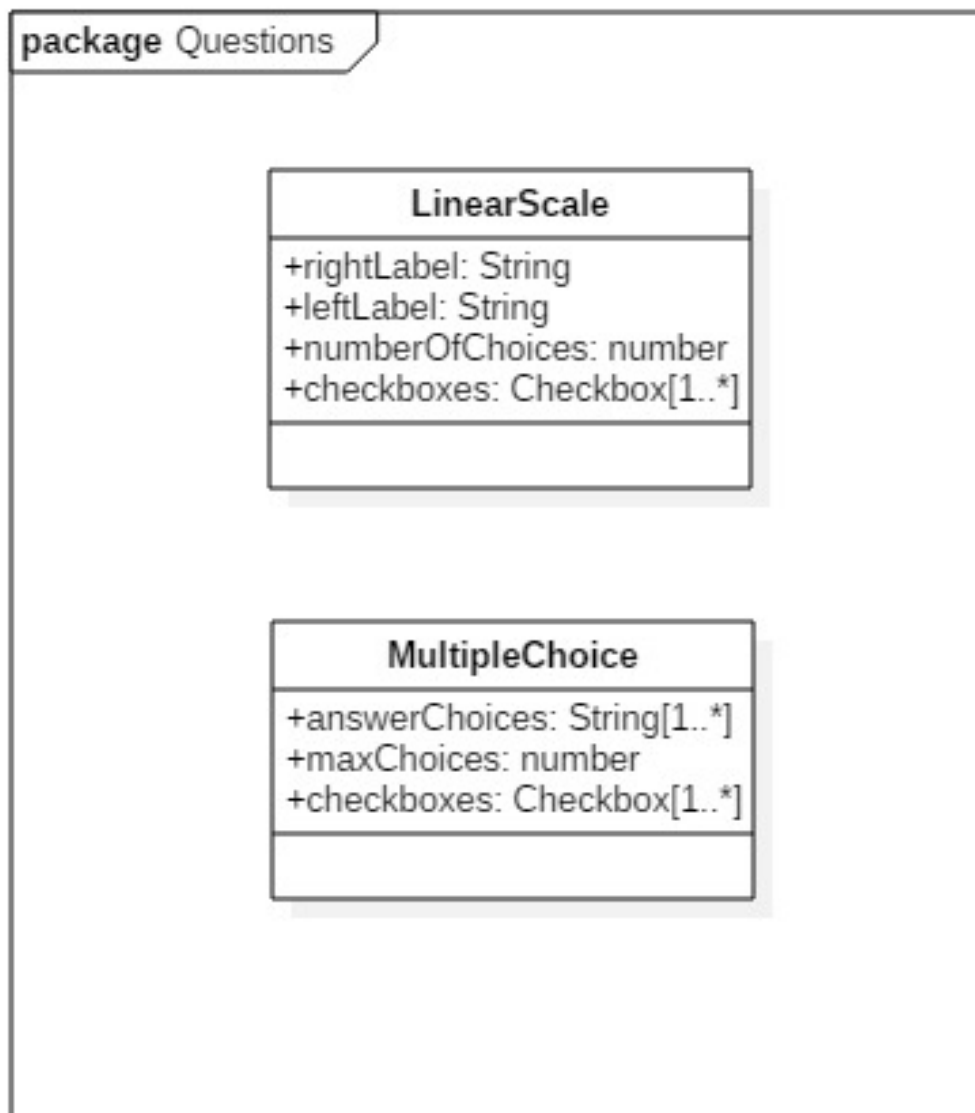 package Questions
LinearScale
+rightLabel: String
+leftLabel: String
+numberOfChoices: number
+checkboxes: Checkbox[1..*]
MultipleChoice
+answerChoices: String[1..*]
+maxChoices: number
+checkboxes: Checkbox[1..*]